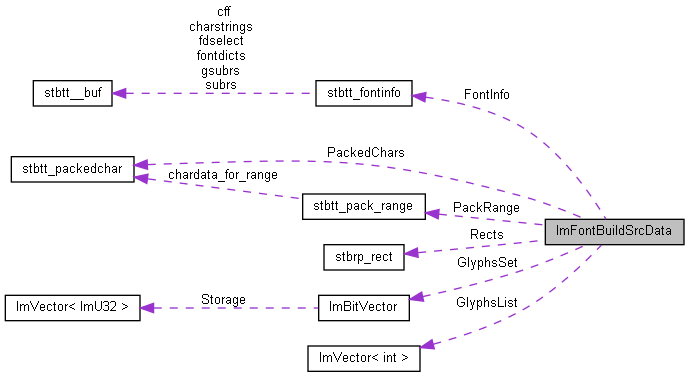 cff
charstrings
fdselect
fontdicts
gsubrs
subrs
stbtt__buf
stbtt_fontinfo
FontInfo
PackedChars
stbtt_packedchar
chardata_for_range
stbtt_pack_range
PackRange
ImFontBuildSrcData
Rects
stbrp_rect
GlyphsSet
ImVector< ImU32 >
Storage
ImBitVector
GlyphsList
ImVector< int >